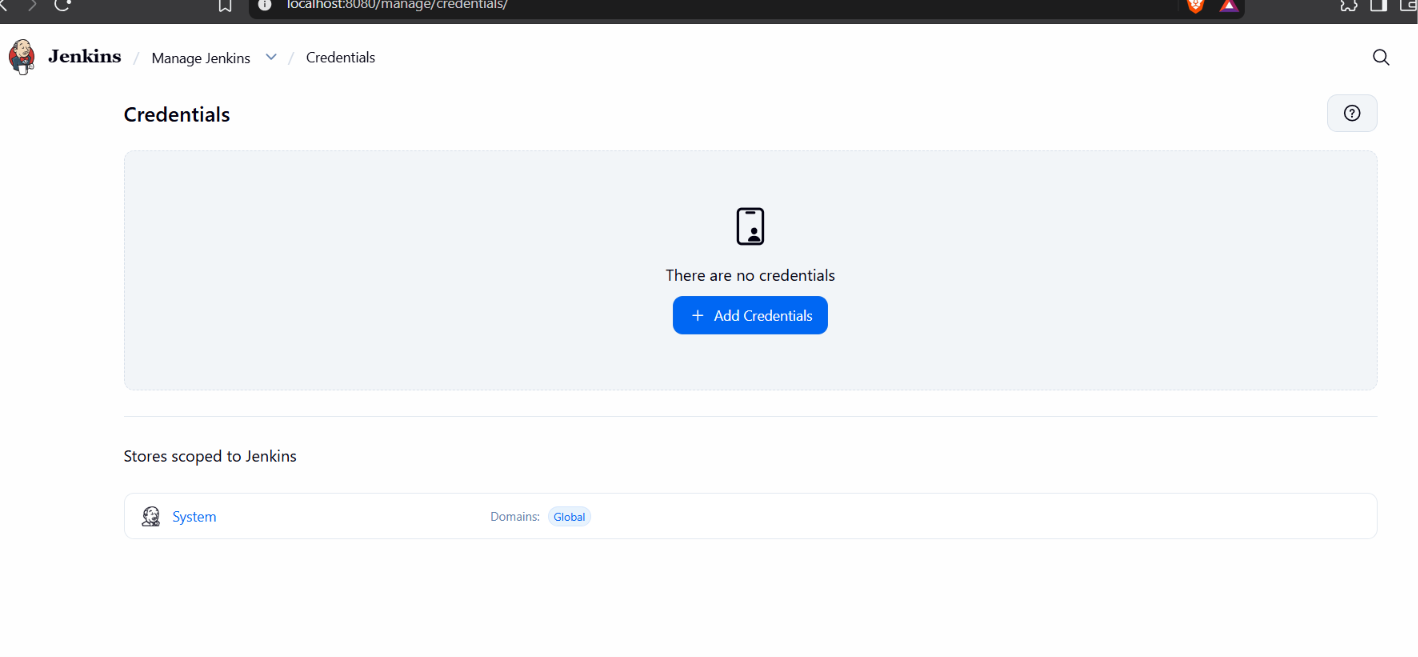 localhost:8080/manage/credentials/
Jenkins / Manage Jenkins / Credentials
Credentials
There are no credentials
+ Add Credentials
Stores scoped to Jenkins
System Domains: Global